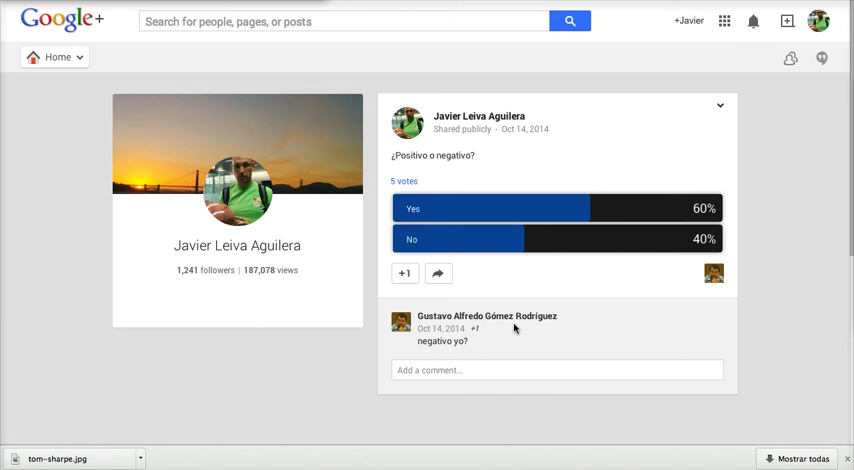 Google+
Search for people, pages, or posts
+Javier
Home
Javier Leiva Aguilera
1,241 followers | 187,078 views
Javier Leiva Aguilera
Shared publicly - Oct 14, 2014
¿Positivo o negativo?
5 votes
Yes 60%
No 40%
+1
Gustavo Alfredo Gómez Rodríguez
Oct 14, 2014 +1
negativo yo?
Add a comment...
tom-sharpe.jpg
Mostrar todas